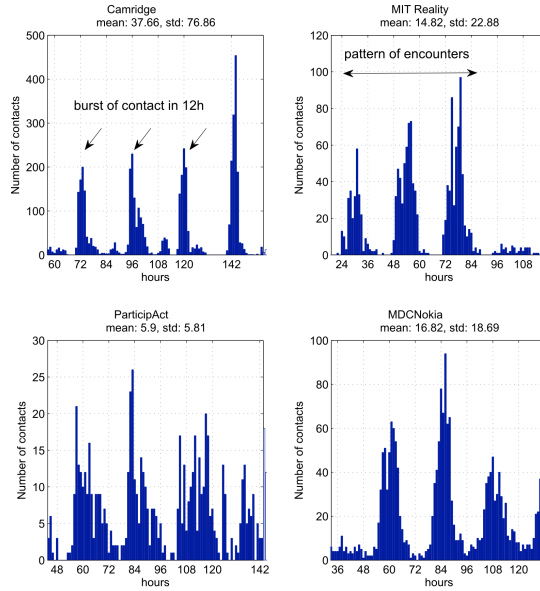 Camridge
mean: 37.66, std: 76.86
500
400
300
200
100
0
Number of contacts
burst of contact in 12h
60 70 84 96 108 120 142
hours
MIT Reality
mean: 14.82, std: 22.88
120
100
80
60
40
20
0
Number of contacts
pattern of encounters
24 36 48 60 72 84 96 108
hours
ParticipAct
mean: 5.9, std: 5.81
30
25
20
15
10
5
0
Number of contacts
48 60 72 84 96 108 120 142
hours
MDCNokia
mean: 16.82, std: 18.69
100
80
60
40
20
0
Number of contacts
36 48 60 72 84 96 108 120
hours